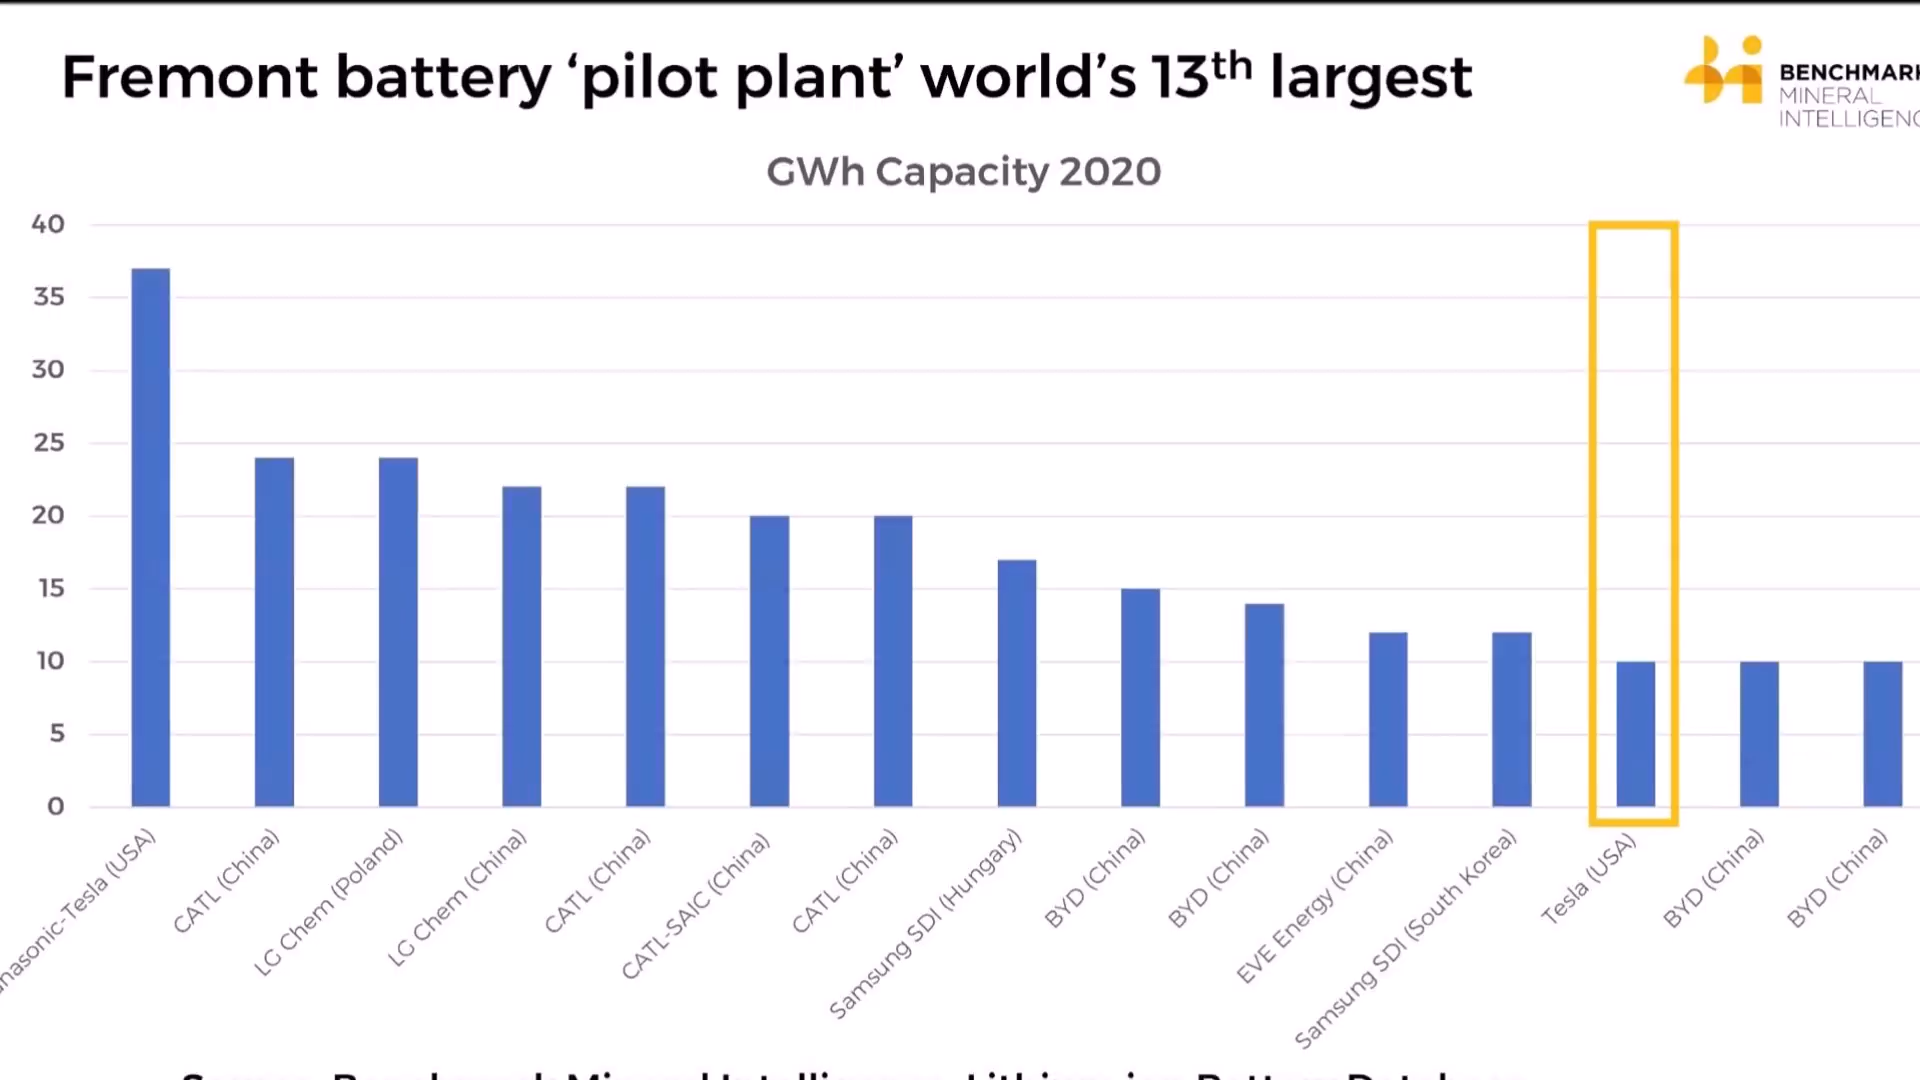 Fremont battery ‘pilot plant’ world’s 13th largest
BENCHMARK
MINERAL
INTELLIGENC
GWh Capacity 2020
40
35
30
25
20
15
10
5
0
nasonic-Tesla (USA)
CATL (China)
LG Chem (Poland)
LG Chem (China)
CATL (China)
CATL-SAIC (China)
CATL (China)
Samsung SDI (Hungary)
BYD (China)
BYD (China)
EVE Energy (China)
Samsung SDI (South Korea)
Tesla (USA)
BYD (China)
BYD (China)